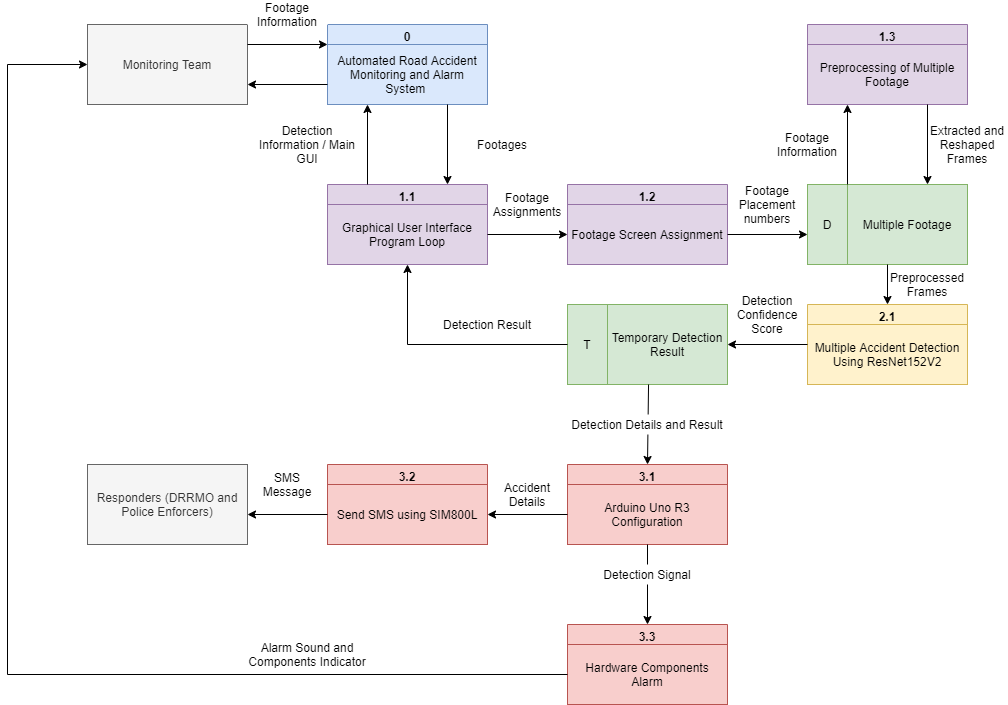 Footage
Information
Monitoring Team
0
Automated Road Accident
Monitoring and Alarm
System
1.3
Preprocessing of Multiple
Footage
Detection
Information / Main
GUI
Footages
Footage
Information
Extracted and
Reshaped
Frames
1.1
Graphical User Interface
Program Loop
Footage
Assignments
1.2
Footage Screen Assignment
Footage
Placement
numbers
D
Multiple Footage
Preprocessed
Frames
Detection Result
T
Temporary Detection
Result
Detection
Confidence
Score
2.1
Multiple Accident Detection
Using ResNet152V2
Detection Details and Result
Responders (DRRMO and
Police Enforcers)
SMS
Message
3.2
Send SMS using SIM800L
Accident
Details
3.1
Arduino Uno R3
Configuration
Detection Signal
Alarm Sound and
Components Indicator
3.3
Hardware Components
Alarm